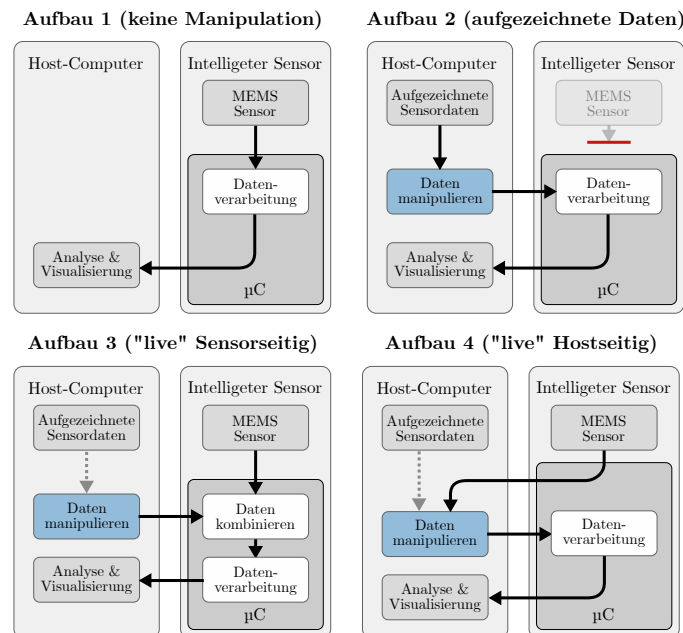 Aufbau 1 (keine Manipulation)
Host-Computer
Intelligeter Sensor
MEMS
Sensor
Daten-
verarbeitung
Analyse &
Visualisierung
µC
Aufbau 2 (aufgezeichnete Daten)
Host-Computer
Intelligeter Sensor
Aufgezeichnete
Sensordaten
MEMS
Sensor
Daten
manipulieren
Daten-
verarbeitung
Analyse &
Visualisierung
µC
Aufbau 3 ("live" Sensorseitig)
Host-Computer
Intelligeter Sensor
Aufgezeichnete
Sensordaten
MEMS
Sensor
Daten
manipulieren
Daten
kombinieren
Analyse &
Visualisierung
Daten-
verarbeitung
µC
Aufbau 4 ("live" Hostseitig)
Host-Computer
Intelligeter Sensor
Aufgezeichnete
Sensordaten
MEMS
Sensor
Daten
manipulieren
Daten-
verarbeitung
Analyse &
Visualisierung
µC